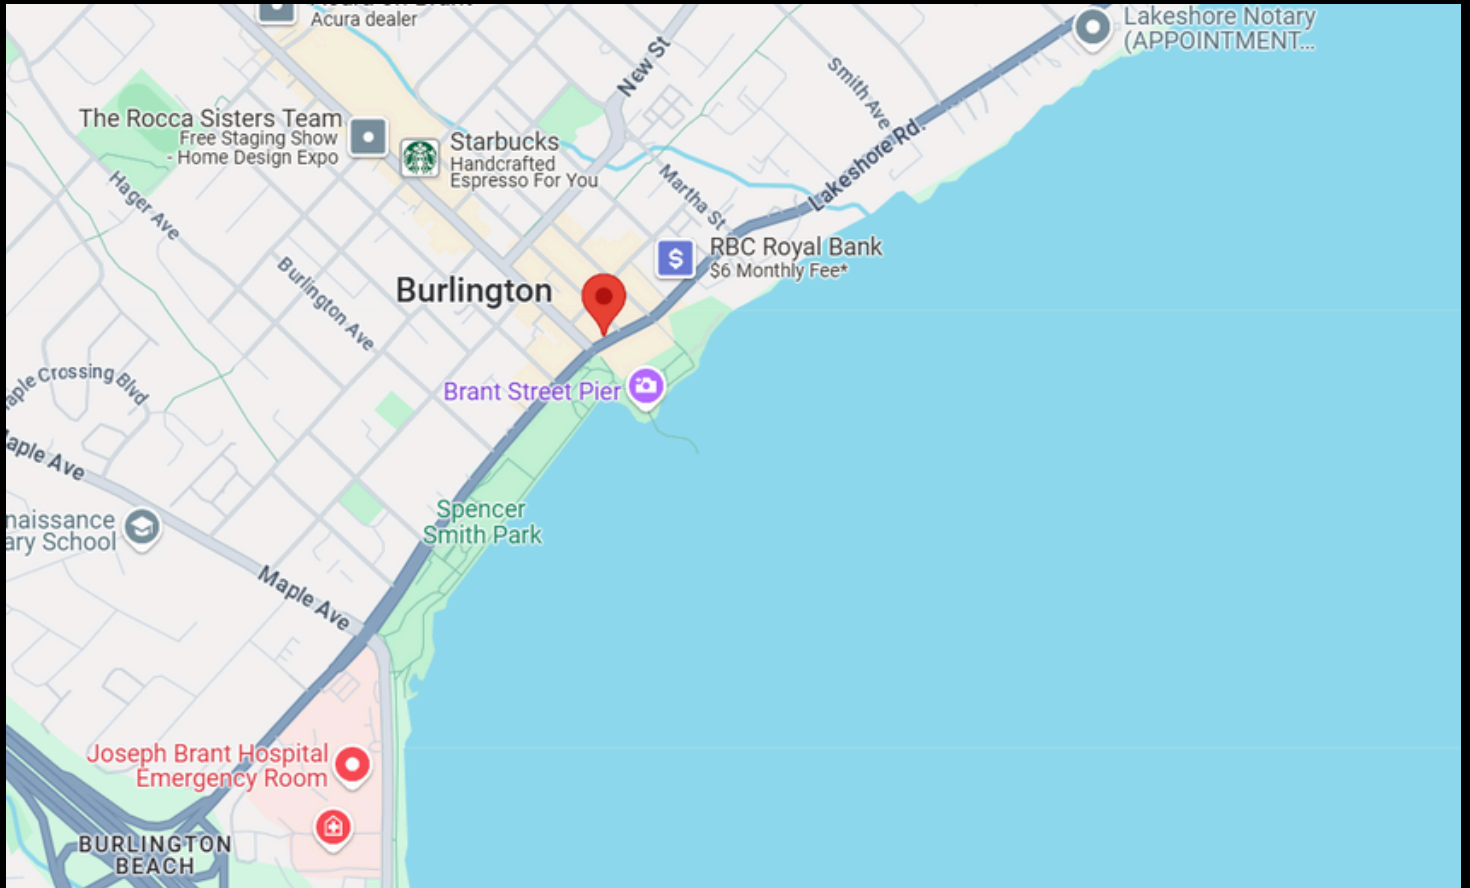 Acura dealer
Lakeshore Notary
(APPOINTMENT...
New St
Smith Ave
The Rocca Sisters Team
Free Staging Show
- Home Design Expo
Starbucks
Handcrafted
Espresso For You
Lakeshore Rd.
Martha St
Hager Ave
RBC Royal Bank
$6 Monthly Fee*
$
Burlington Ave
Burlington
Brant Street Pier
aple Crossing Blvd
aple Ave
Spencer
Smith Park
naissance
ary School
Maple Ave
Joseph Brant Hospital
Emergency Room
BURLINGTON
BEACH